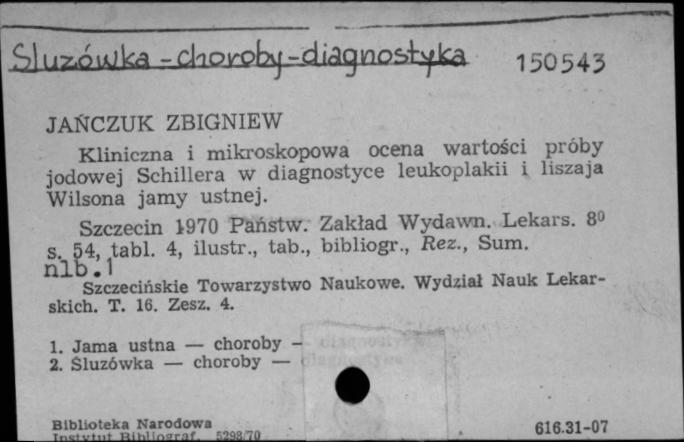 Sluzówka - choroby - diagnostyka 150543
JAŃCZUK ZBIGNIEW
Kliniczna i mikroskopowa ocena wartości próby
jodowej Schillera w diagnostyce leukoplakii i liszaja
Wilsona jamy ustnej.
Szczecin 1970 Państw. Zakład Wydawn. Lekars. 8⁰
s. 54, tabl. 4, ilustr., tab., bibliogr., Rez., Sum.
nlb. 1
Szczecińskie Towarzystwo Naukowe. Wydział Nauk Lekar-
skich. T. 16. Zesz. 4.
1. Jama ustna — choroby — diagnostyka
2. Śluzówka — choroby — diagnostyka
Biblioteka Narodowa 616.31-07
Instytut Bibliograf. 5298/70